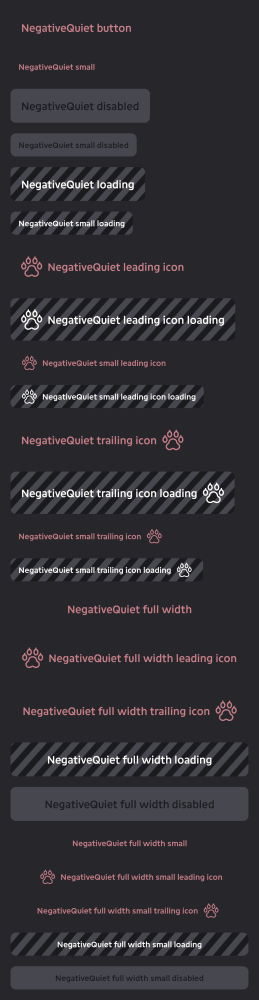 NegativeQuiet button
NegativeQuiet small
NegativeQuiet disabled
NegativeQuiet small disabled
NegativeQuiet loading
NegativeQuiet small loading
NegativeQuiet leading icon
NegativeQuiet leading icon loading
NegativeQuiet small leading icon
NegativeQuiet small leading icon loading
NegativeQuiet trailing icon
NegativeQuiet trailing icon loading
NegativeQuiet small trailing icon
NegativeQuiet small trailing icon loading
NegativeQuiet full width
NegativeQuiet full width leading icon
NegativeQuiet full width trailing icon
NegativeQuiet full width loading
NegativeQuiet full width disabled
NegativeQuiet full width small
NegativeQuiet full width small leading icon
NegativeQuiet full width small trailing icon
NegativeQuiet full width small loading
NegativeQuiet full width small disabled